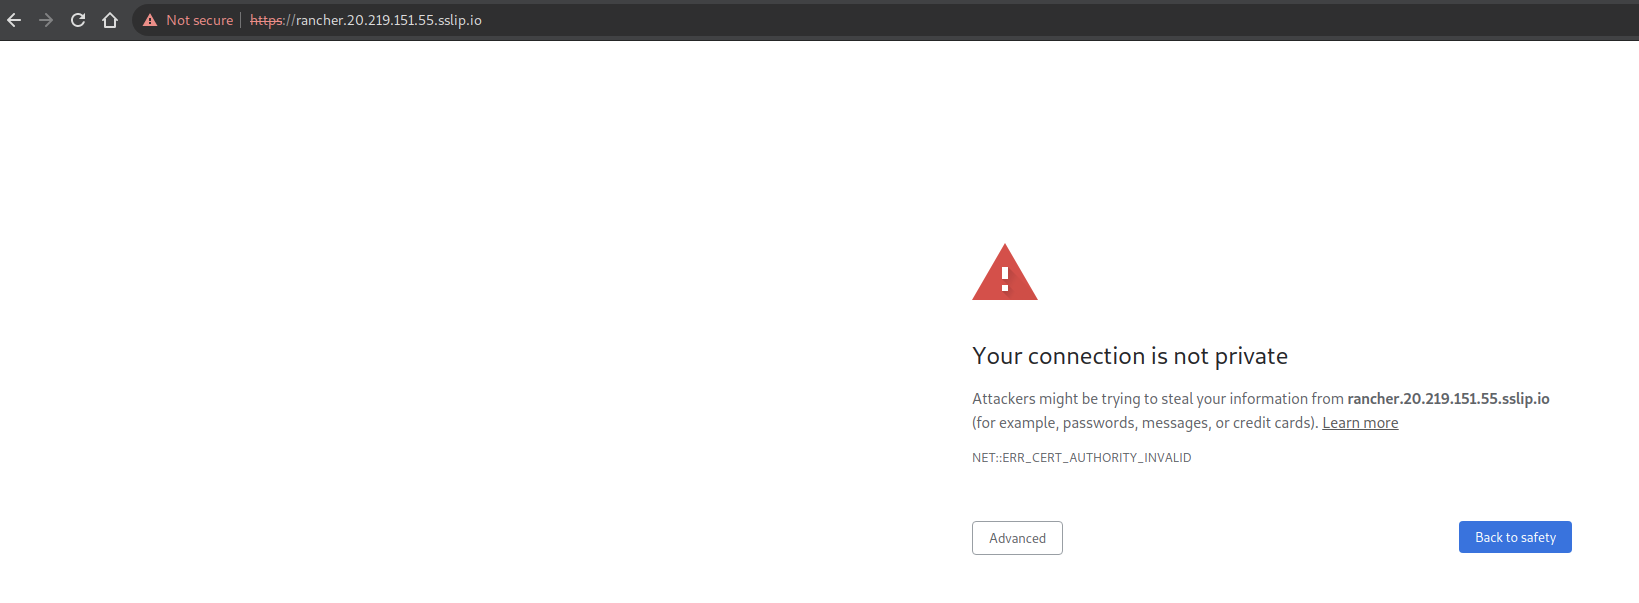 Not secure | https://rancher.20.219.151.55.sslip.io
Your connection is not private
Attackers might be trying to steal your information from rancher.20.219.151.55.sslip.io
(for example, passwords, messages, or credit cards). Learn more
NET::ERR_CERT_AUTHORITY_INVALID
Advanced
Back to safety